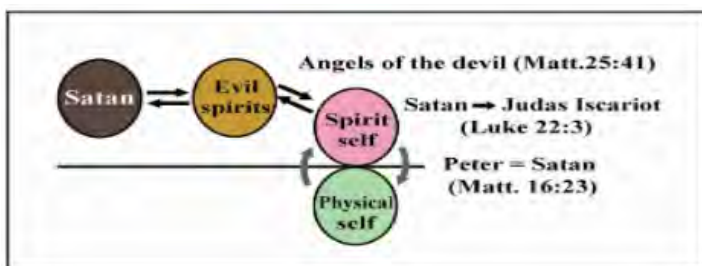 Satan
Evil
spirits
Spirit
self
Physical
self
Angels of the devil (Matt.25:41)
Satan → Judas Iscariot
(Luke 22:3)
Peter = Satan
(Matt. 16:23)